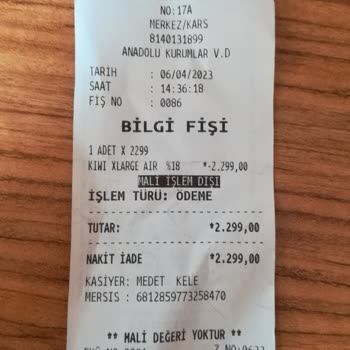 NO:17A
MERKEZ/KARS
8140131899
ANADOLU KURUMLAR V.D
TARİH : 06/04/2023
SAAT : 14:36:18
FİŞ NO : 0086
BİLGİ FİŞİ
1 ADET X 2299
KIWI XLARGE AIR %18 *-2.299,00
MALİ İŞLEM DIŞI
İŞLEM TÜRÜ: ÖDEME
TUTAR: *2.299,00
NAKİT İADE *2.299,00
KASİYER: MEDET KELE
MERSIS : 6812859773258470
** MALİ DEĞERİ YOKTUR **